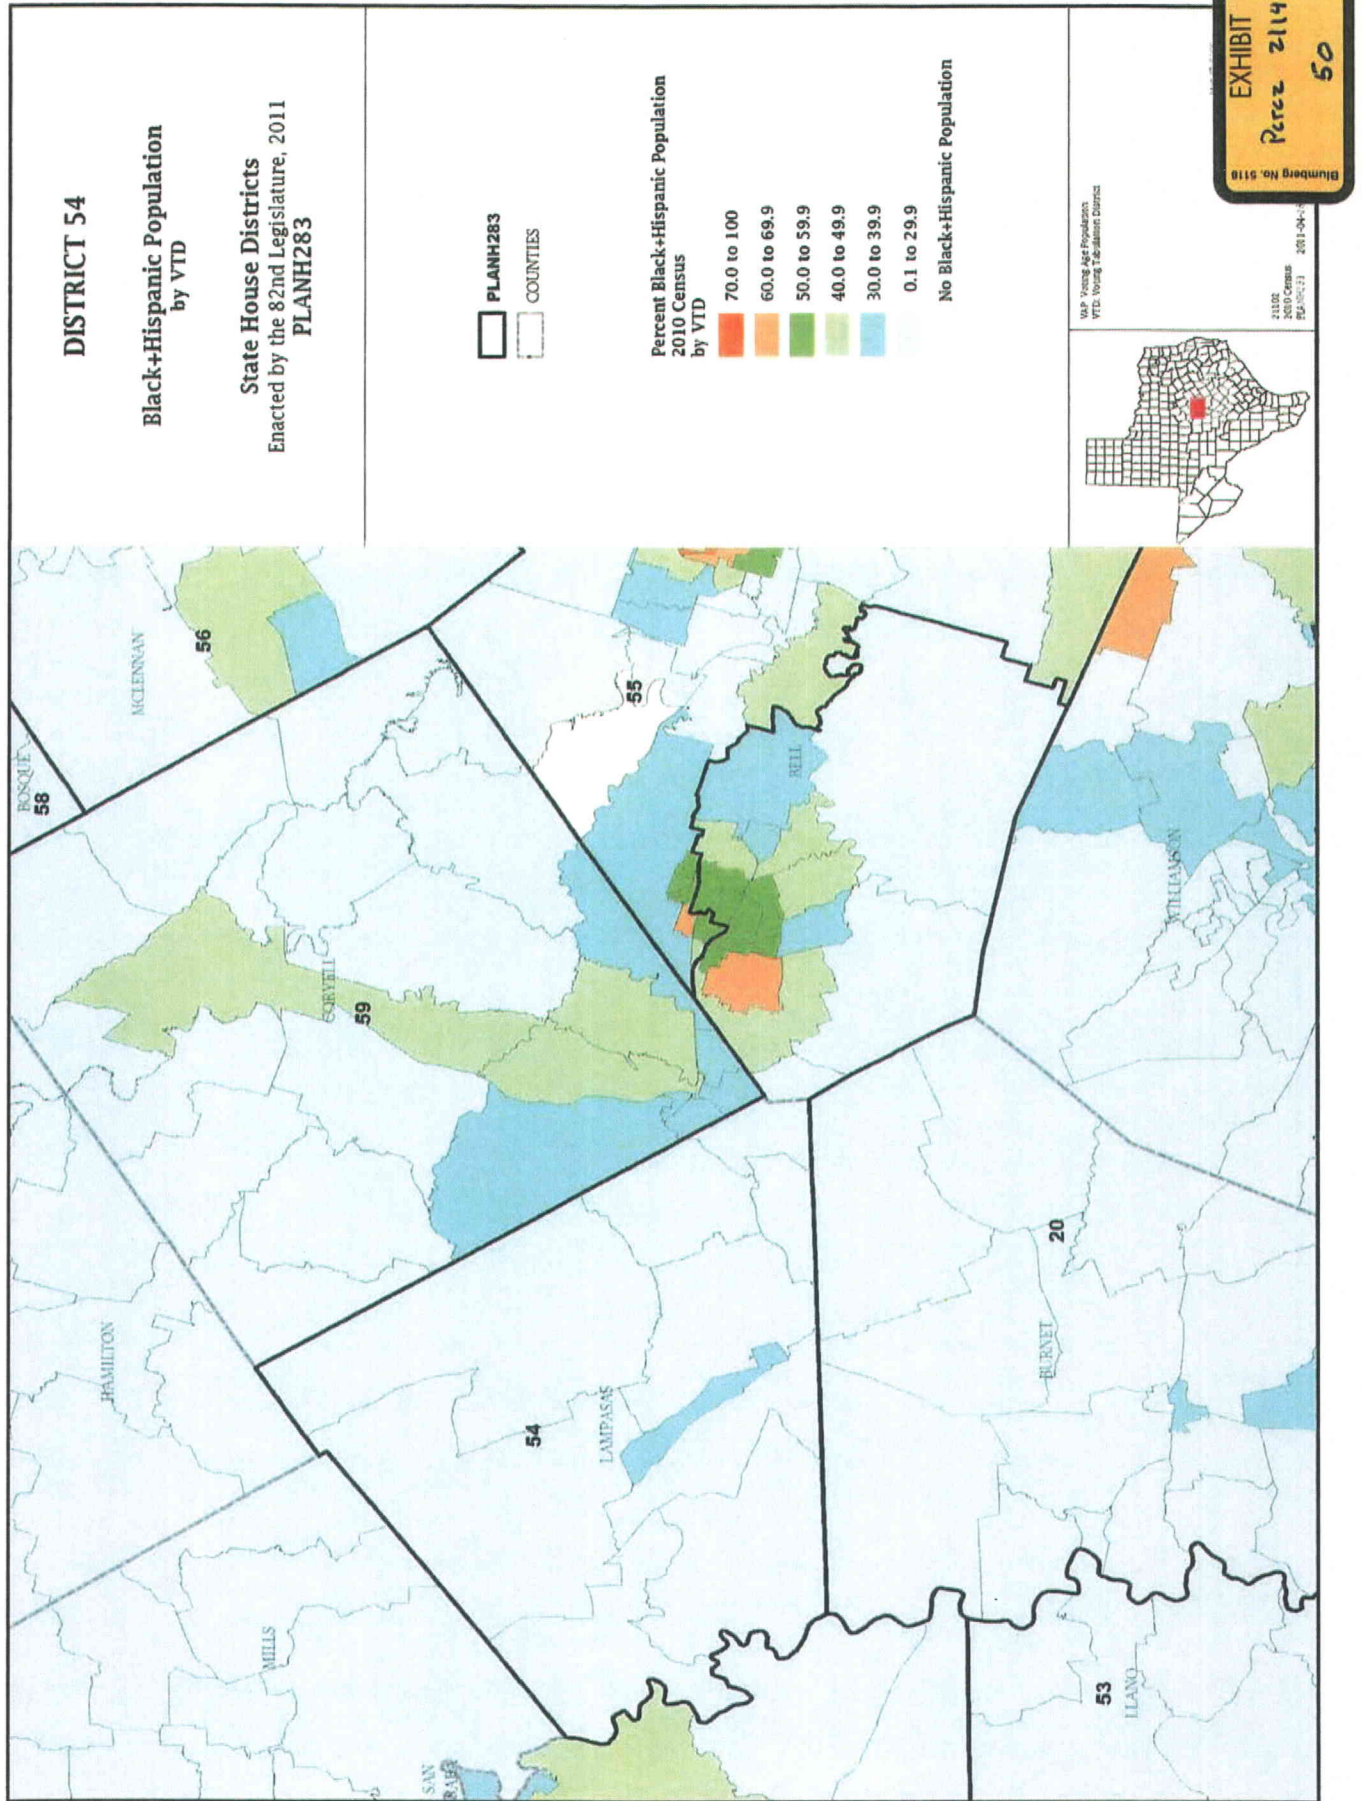 DISTRICT 54
Black+Hispanic Population
by VTD
State House Districts
Enacted by the 82nd Legislature, 2011
PLANH283
PLANH283
COUNTIES
Percent Black+Hispanic Population
2010 Census
by VTD
70.0 to 100
60.0 to 69.9
50.0 to 59.9
40.0 to 49.9
30.0 to 39.9
0.1 to 29.9
No Black+Hispanic Population
VAP Voting Age Population
VTD: Voting Tabulation District
21102
2010 Census
2011-04-
EXHIBIT
Perez 2114
50
Blumberg No. 5118
BOSQUE
58
MCLENNAN
56
HAMILTON
CORYELL
59
55
BELL
MILLS
LAMPASAS
54
SAN
BURNET
20
WILLIAMSON
53
LLANO